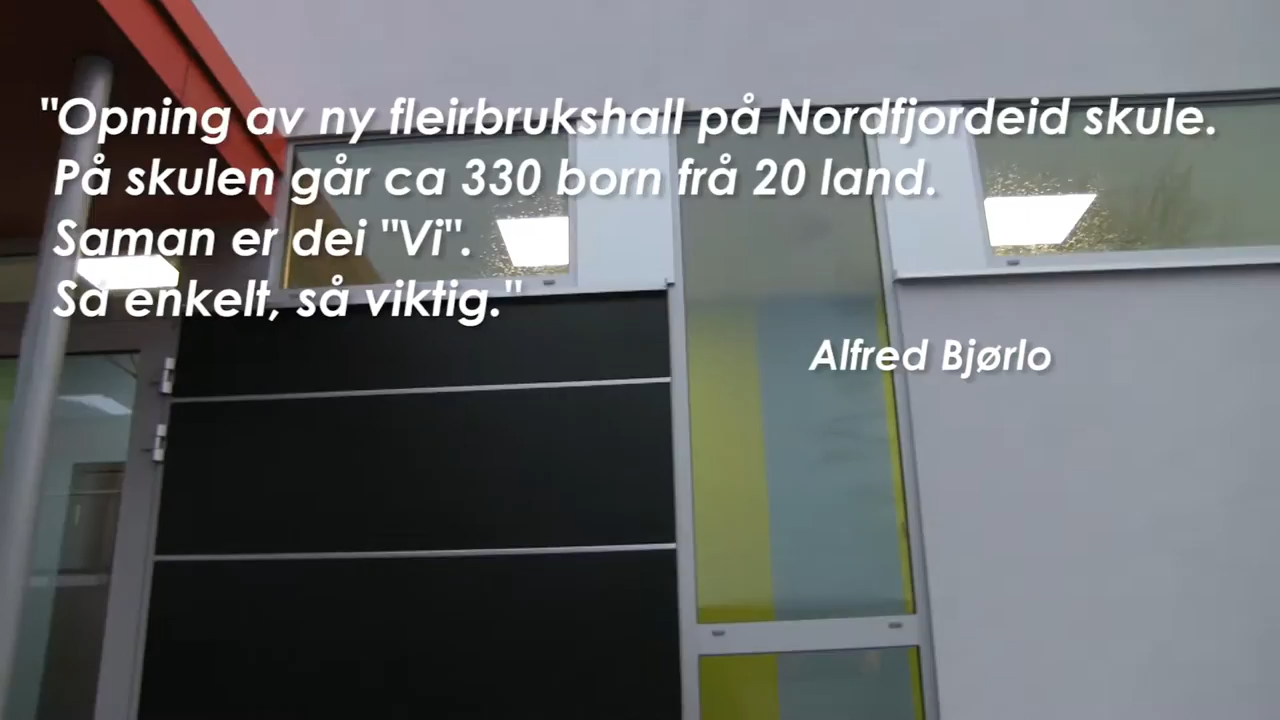 "Opning av ny fleirbrukshall på Nordfjordeid skule.
På skulen går ca 330 born frå 20 land.
Saman er dei "Vi".
Så enkelt, så viktig."
Alfred Bjørlo